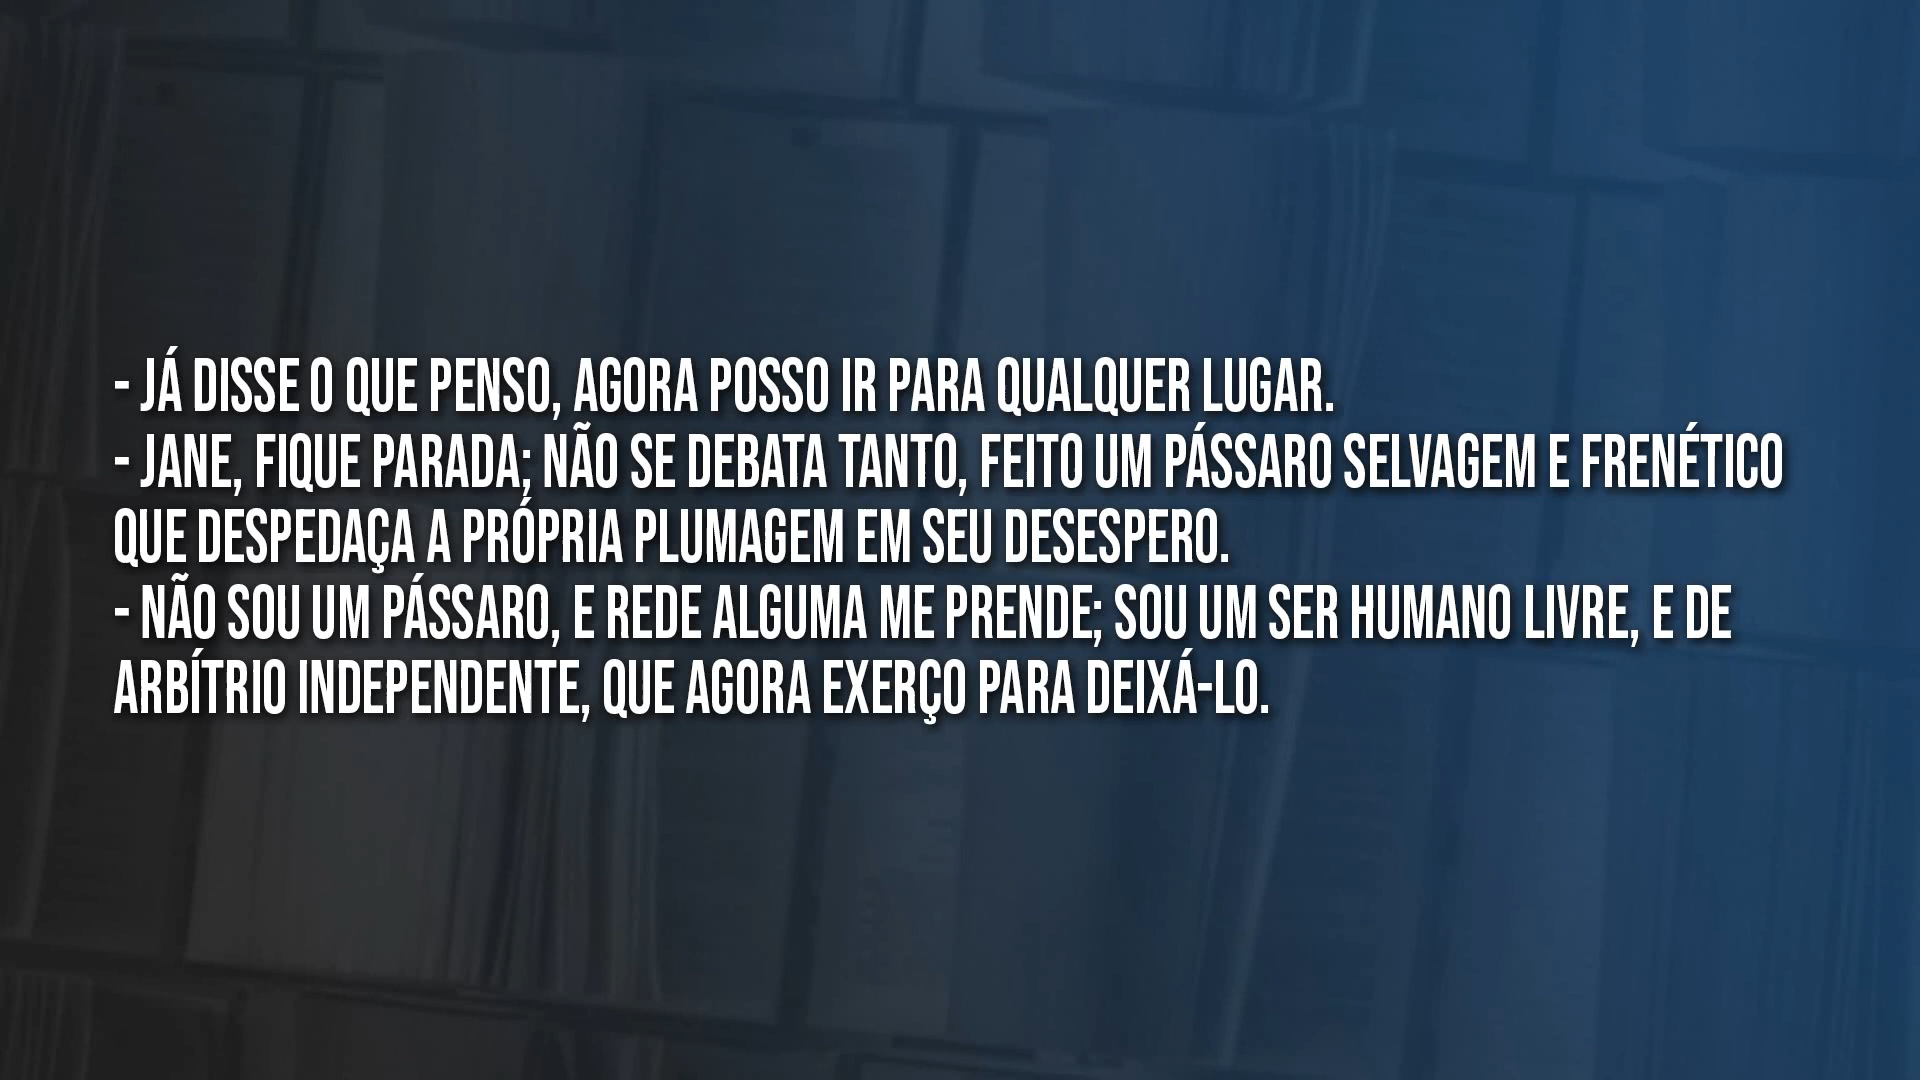 - JÁ DISSE O QUE PENSO, AGORA POSSO IR PARA QUALQUER LUGAR.
- JANE, FIQUE PARADA; NÃO SE DEBATA TANTO, FEITO UM PÁSSARO SELVAGEM E FRENÉTICO
QUE DESPEDAÇA A PRÓPRIA PLUMAGEM EM SEU DESESPERO.
- NÃO SOU UM PÁSSARO, E REDE ALGUMA ME PRENDE; SOU UM SER HUMANO LIVRE, E DE
ARBÍTRIO INDEPENDENTE, QUE AGORA EXERÇO PARA DEIXÁ-LO.